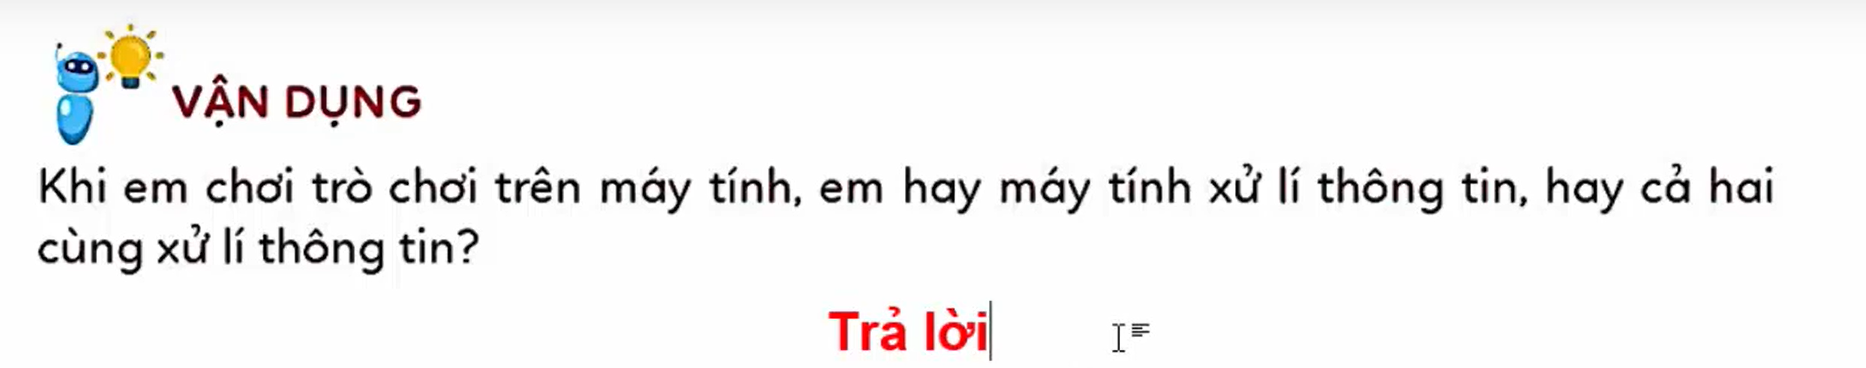 VẬN DỤNG
Khi em chơi trò chơi trên máy tính, em hay máy tính xử lí thông tin, hay cả hai
cùng xử lí thông tin?
Trả lời